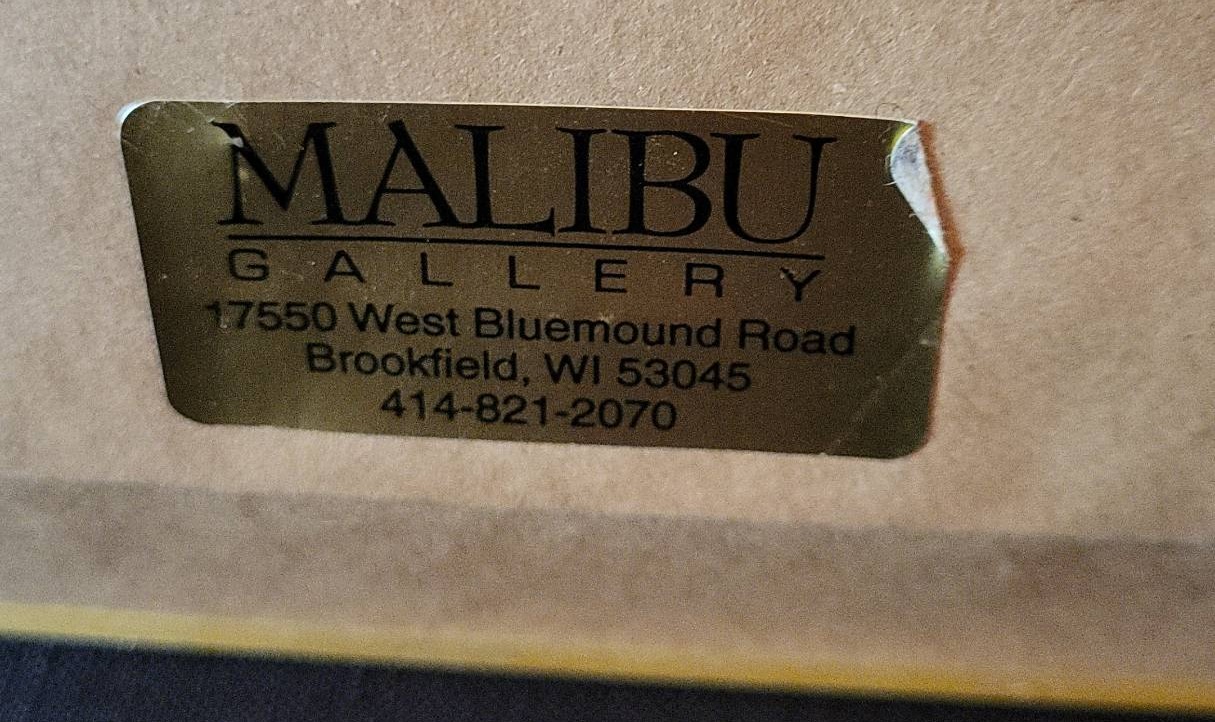 MALIBU
GALLERY
17550 West Bluemound Road
Brookfield, WI 53045
414-821-2070